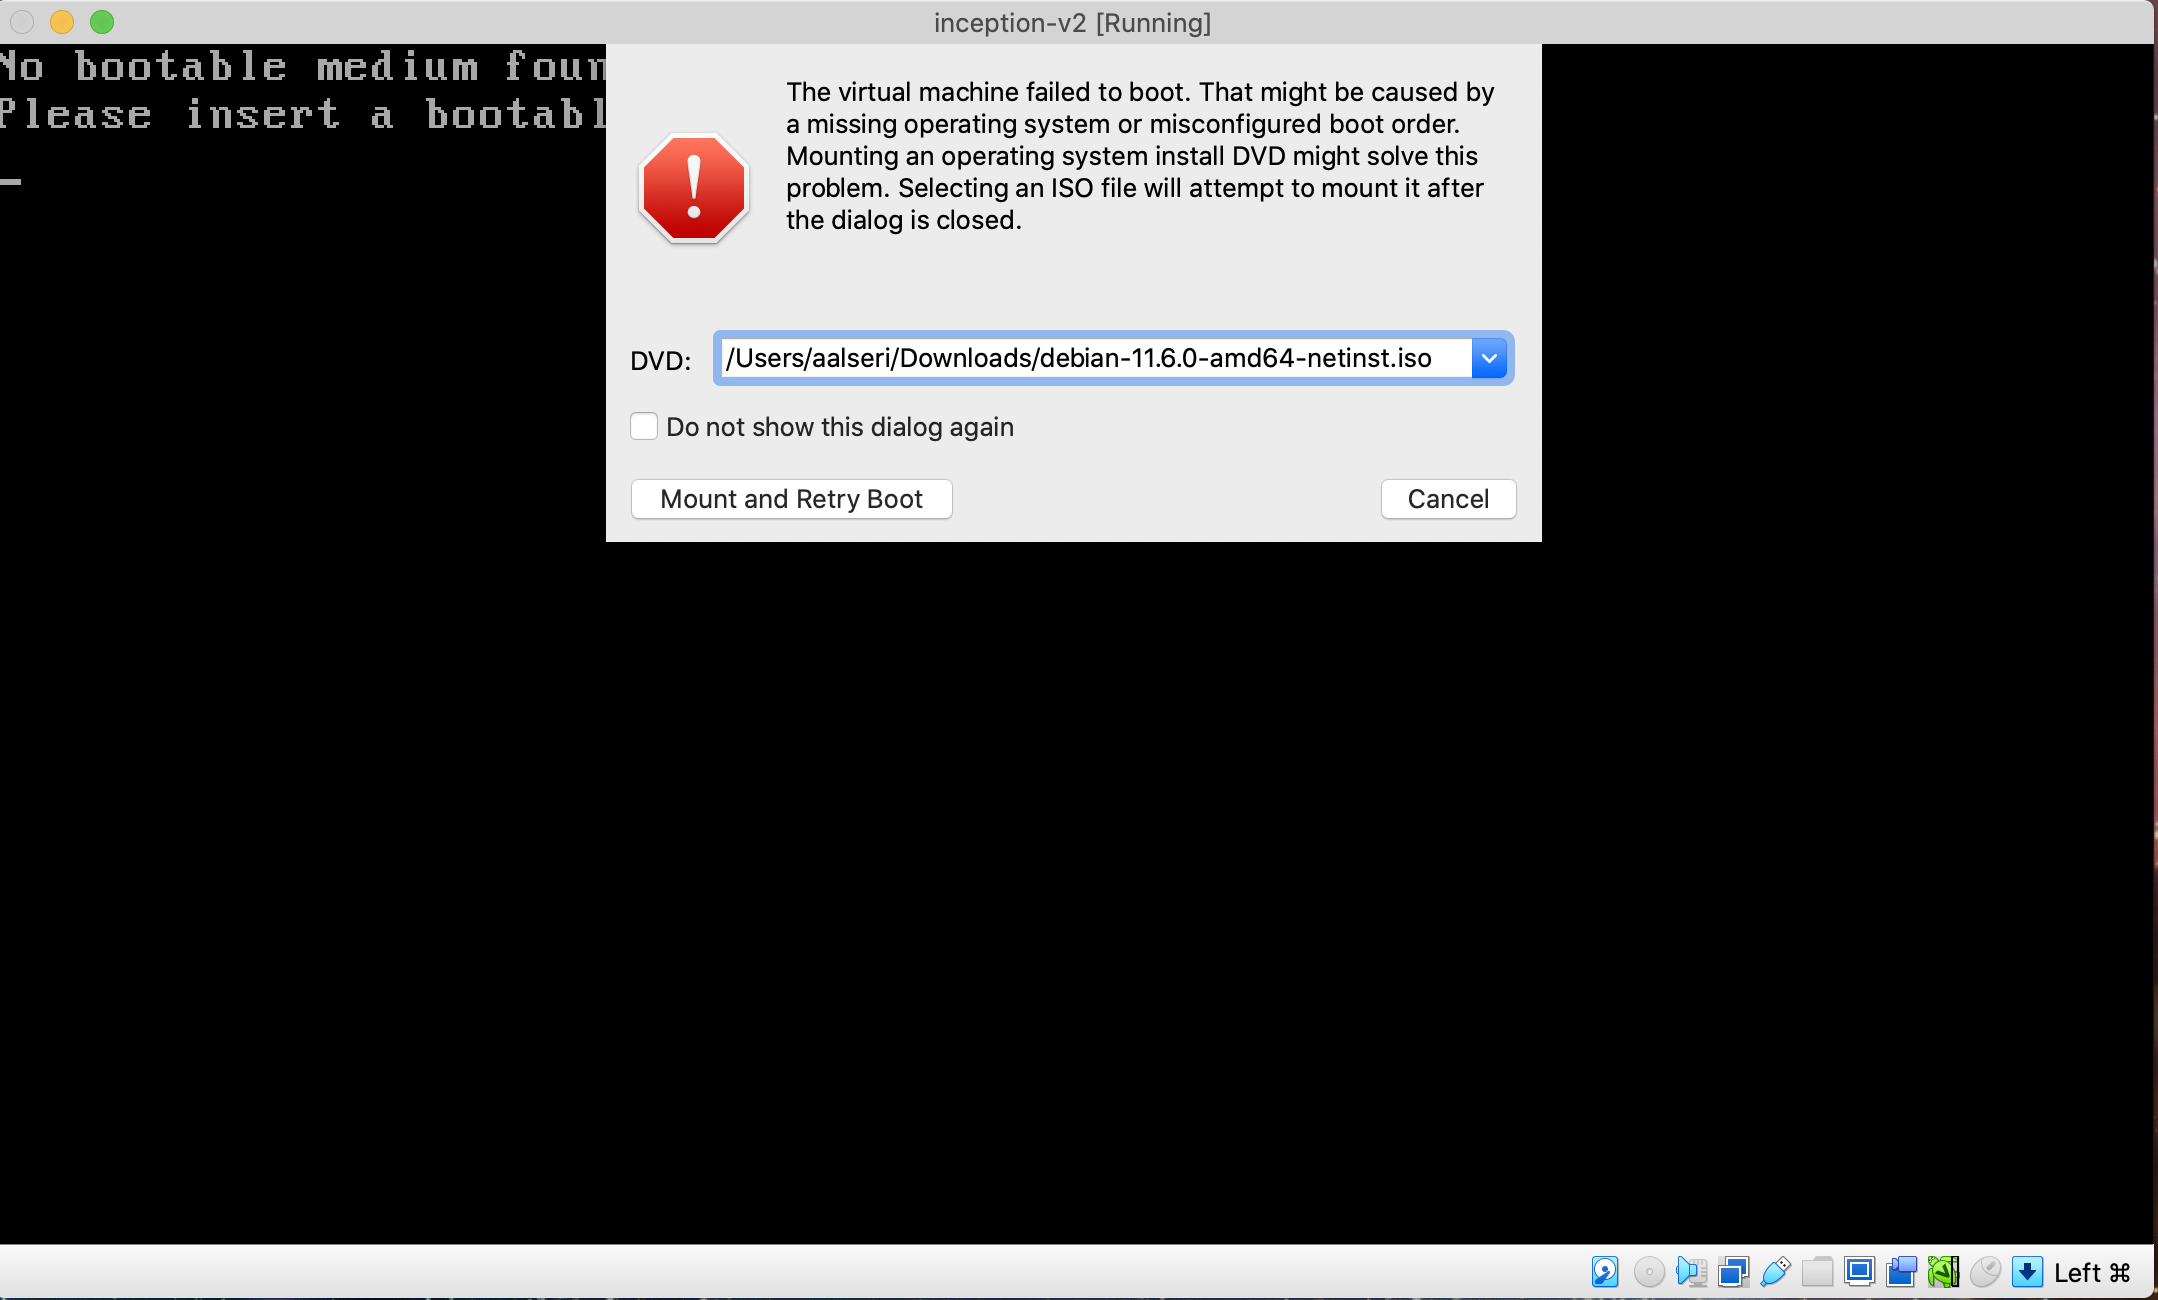 inception-v2 [Running]
No bootable medium foun
Please insert a bootabl
The virtual machine failed to boot. That might be caused by
a missing operating system or misconfigured boot order.
Mounting an operating system install DVD might solve this
problem. Selecting an ISO file will attempt to mount it after
the dialog is closed.
DVD: /Users/aalseri/Downloads/debian-11.6.0-amd64-netinst.iso
Do not show this dialog again
Mount and Retry Boot Cancel
Left ⌘